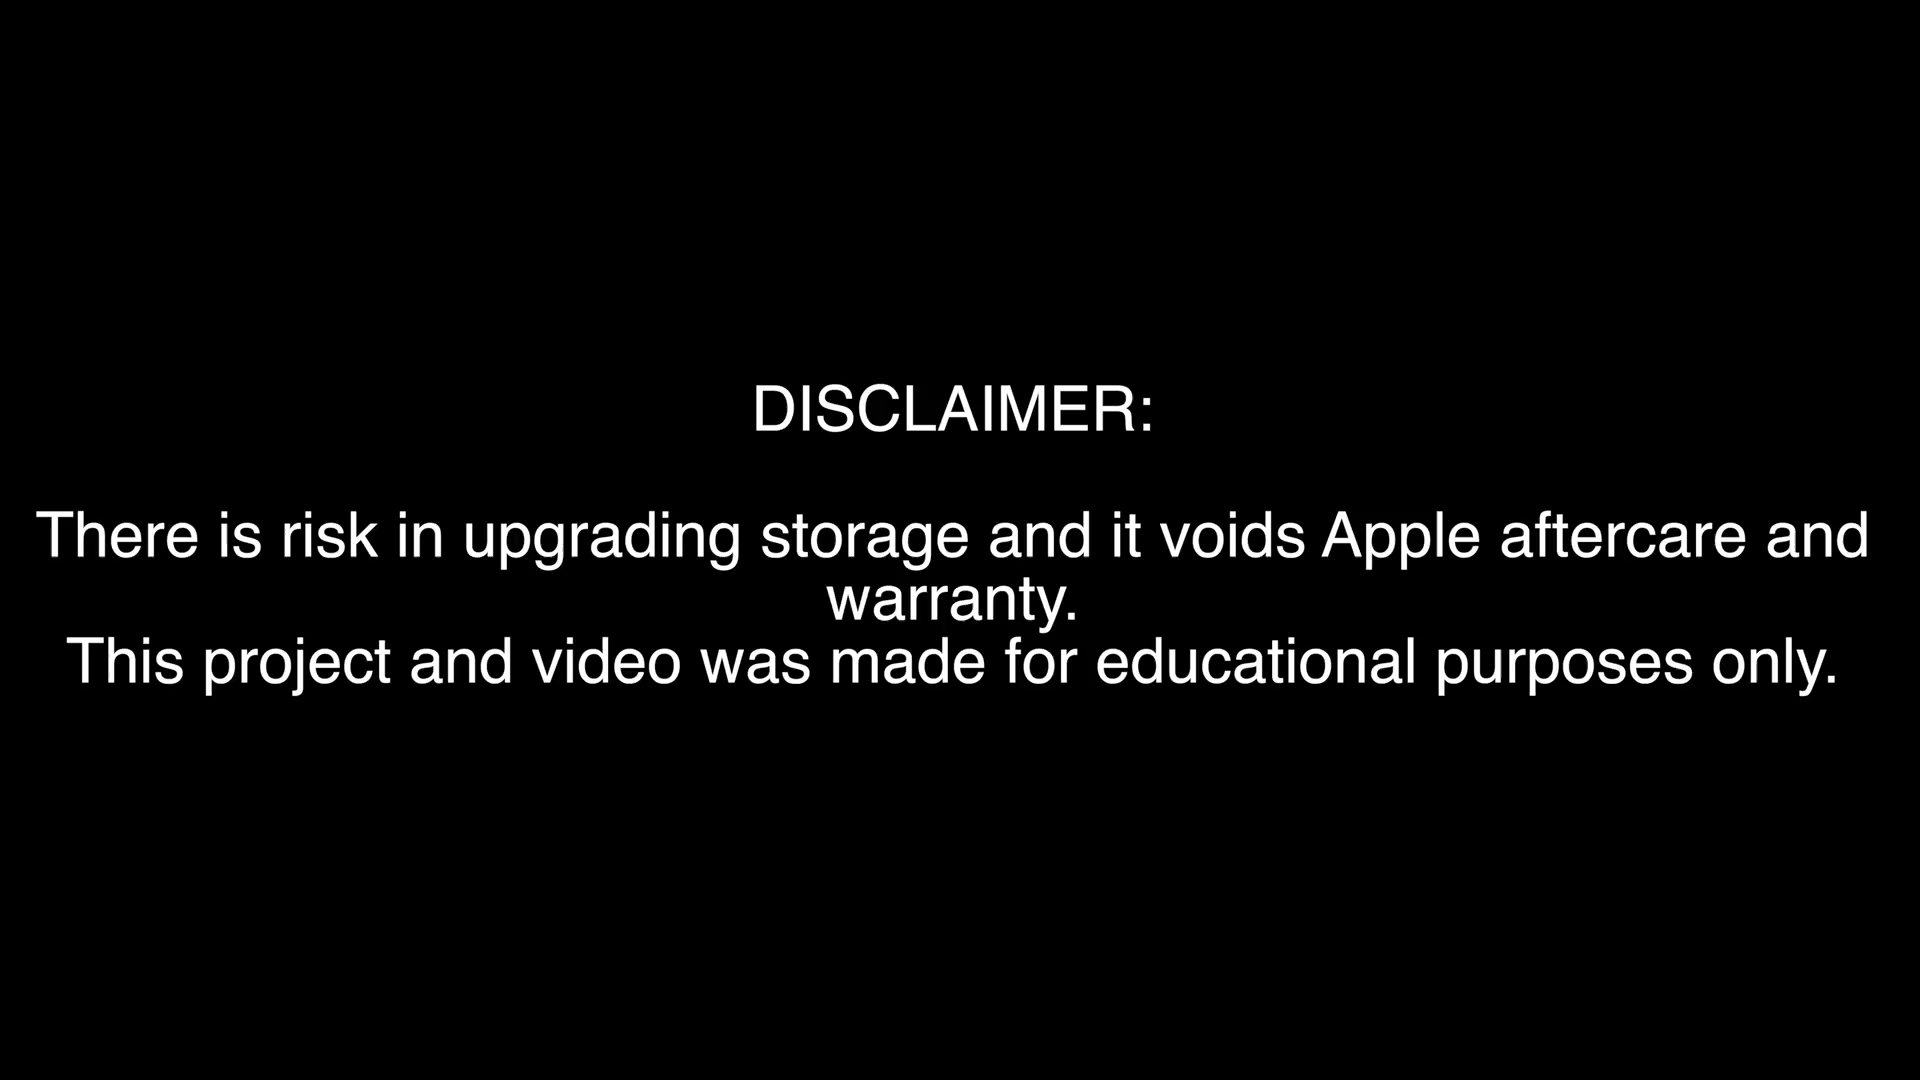 DISCLAIMER:
There is risk in upgrading storage and it voids Apple aftercare and
warranty.
This project and video was made for educational purposes only.